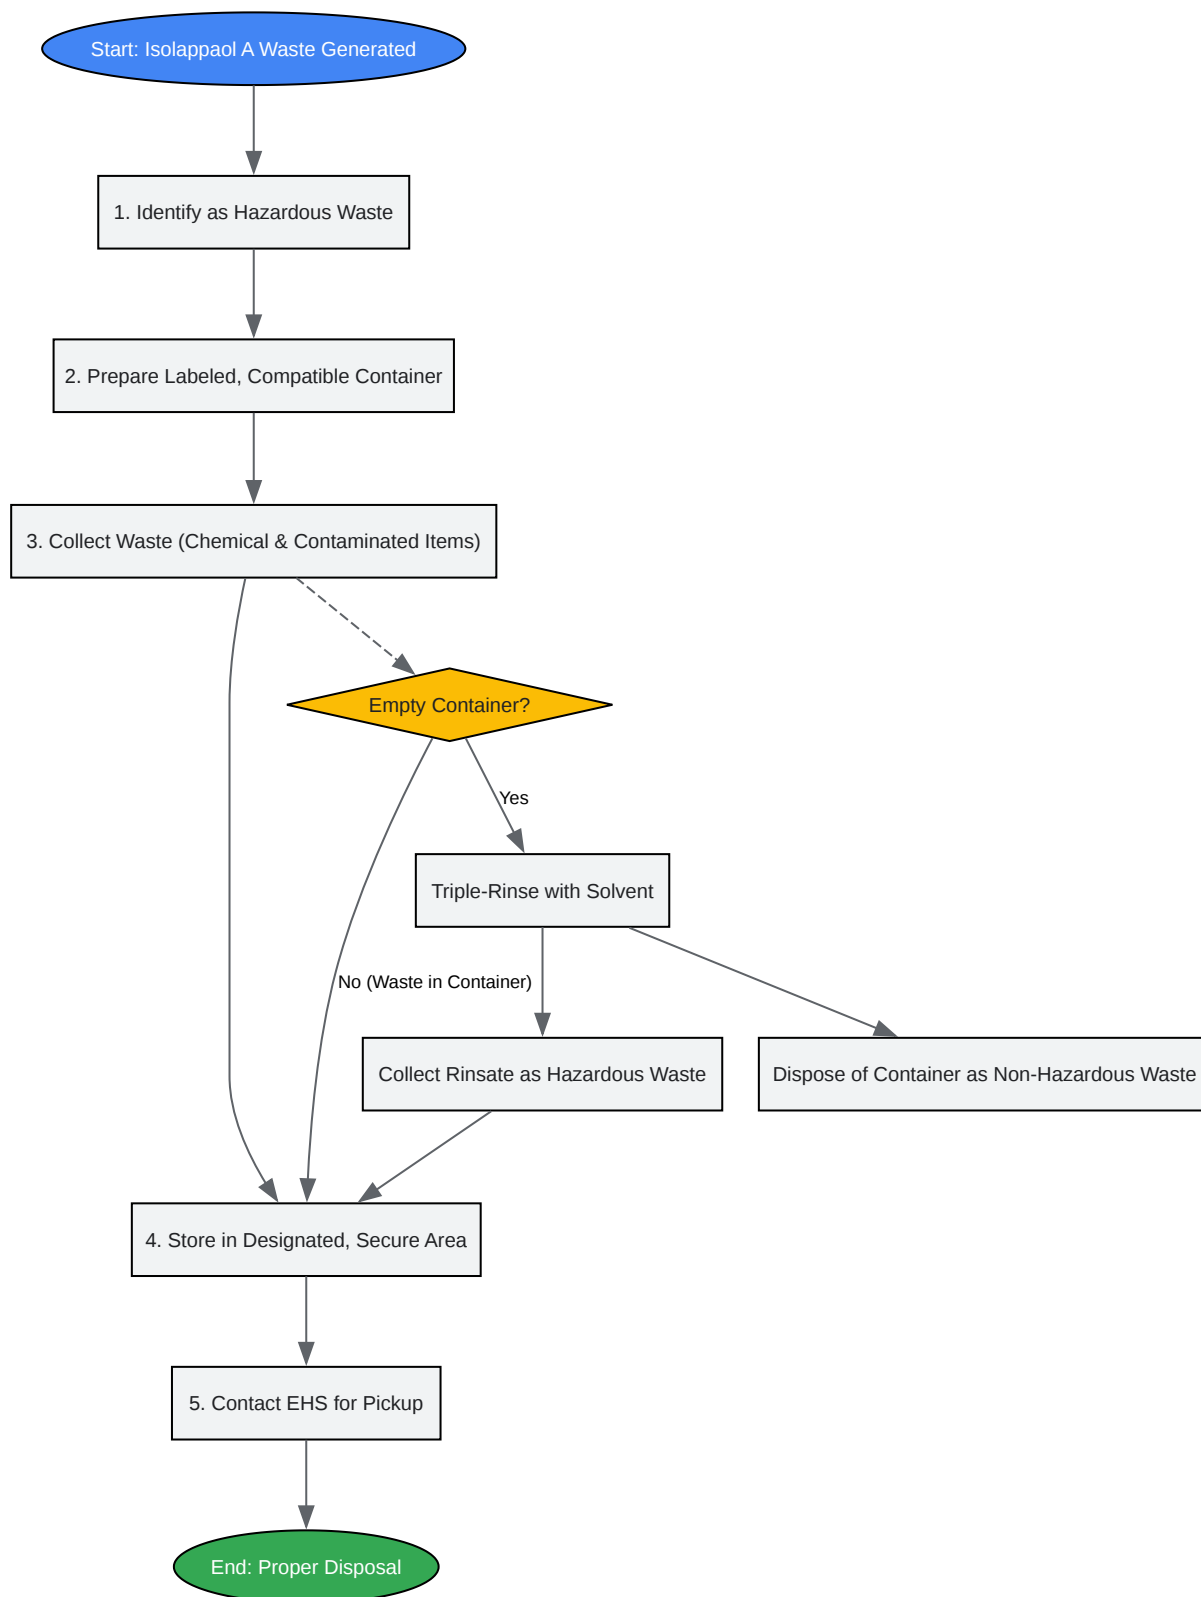 Start: Isolappaol A Waste Generated
1. Identify as Hazardous Waste
2. Prepare Labeled, Compatible Container
3. Collect Waste (Chemical & Contaminated Items)
Empty Container?
Yes
Triple-Rinse with Solvent
No (Waste in Container)
Collect Rinsate as Hazardous Waste
Dispose of Container as Non-Hazardous Waste
4. Store in Designated, Secure Area
5. Contact EHS for Pickup
End: Proper Disposal